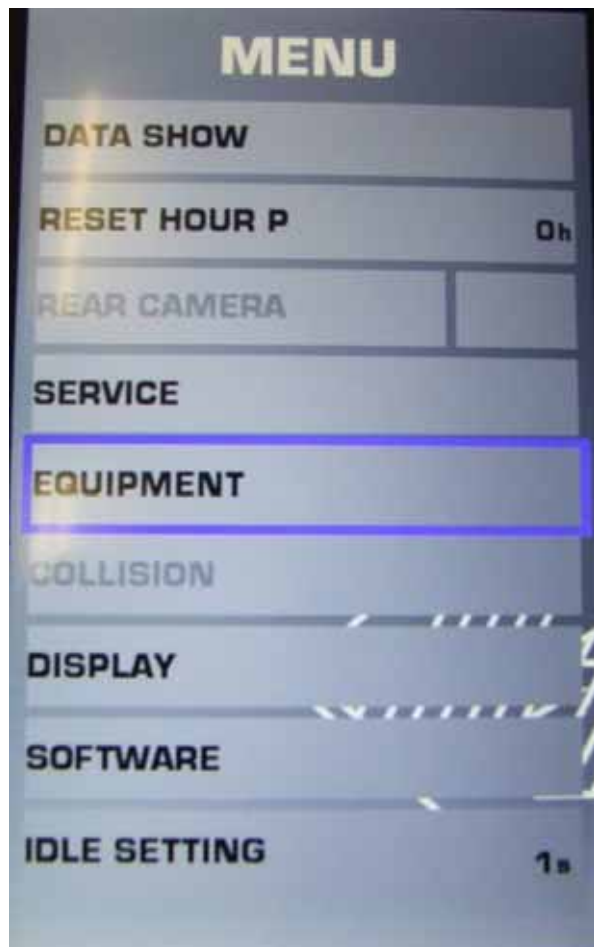 MENU
DATA SHOW
RESET HOUR P 0h
REAR CAMERA
SERVICE
EQUIPMENT
COLLISION
DISPLAY
SOFTWARE
IDLE SETTING 1s